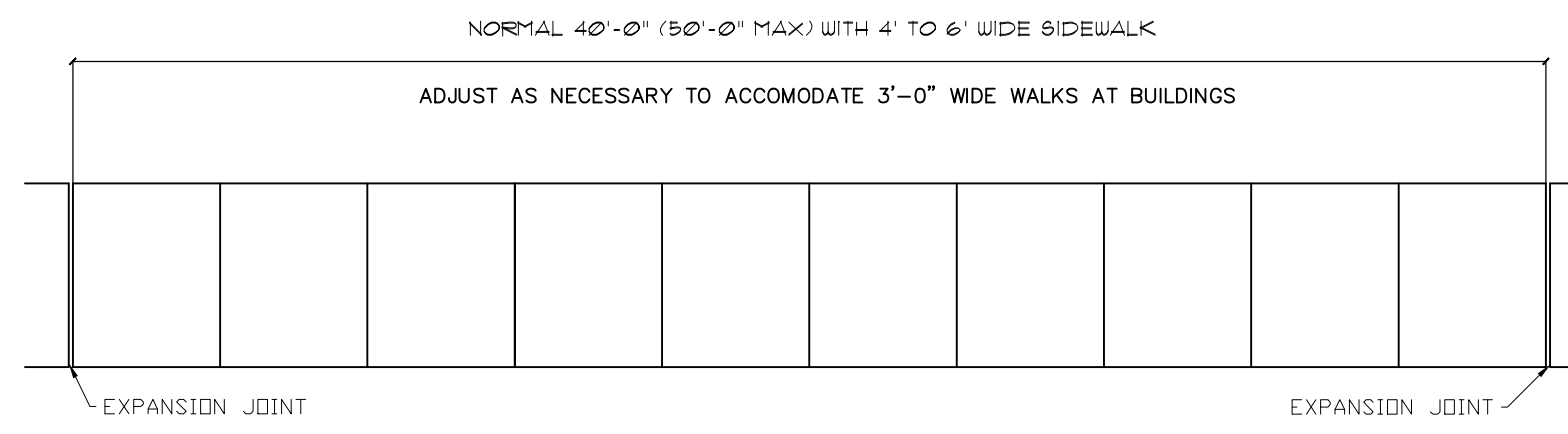 NORMAL 40'-0" (50'-0" MAX) WITH 4' TO 6' WIDE SIDEWALK
ADJUST AS NECESSARY TO ACCOMODATE 3'-0" WIDE WALKS AT BUILDINGS
EXPANSION JOINT
EXPANSION JOINT